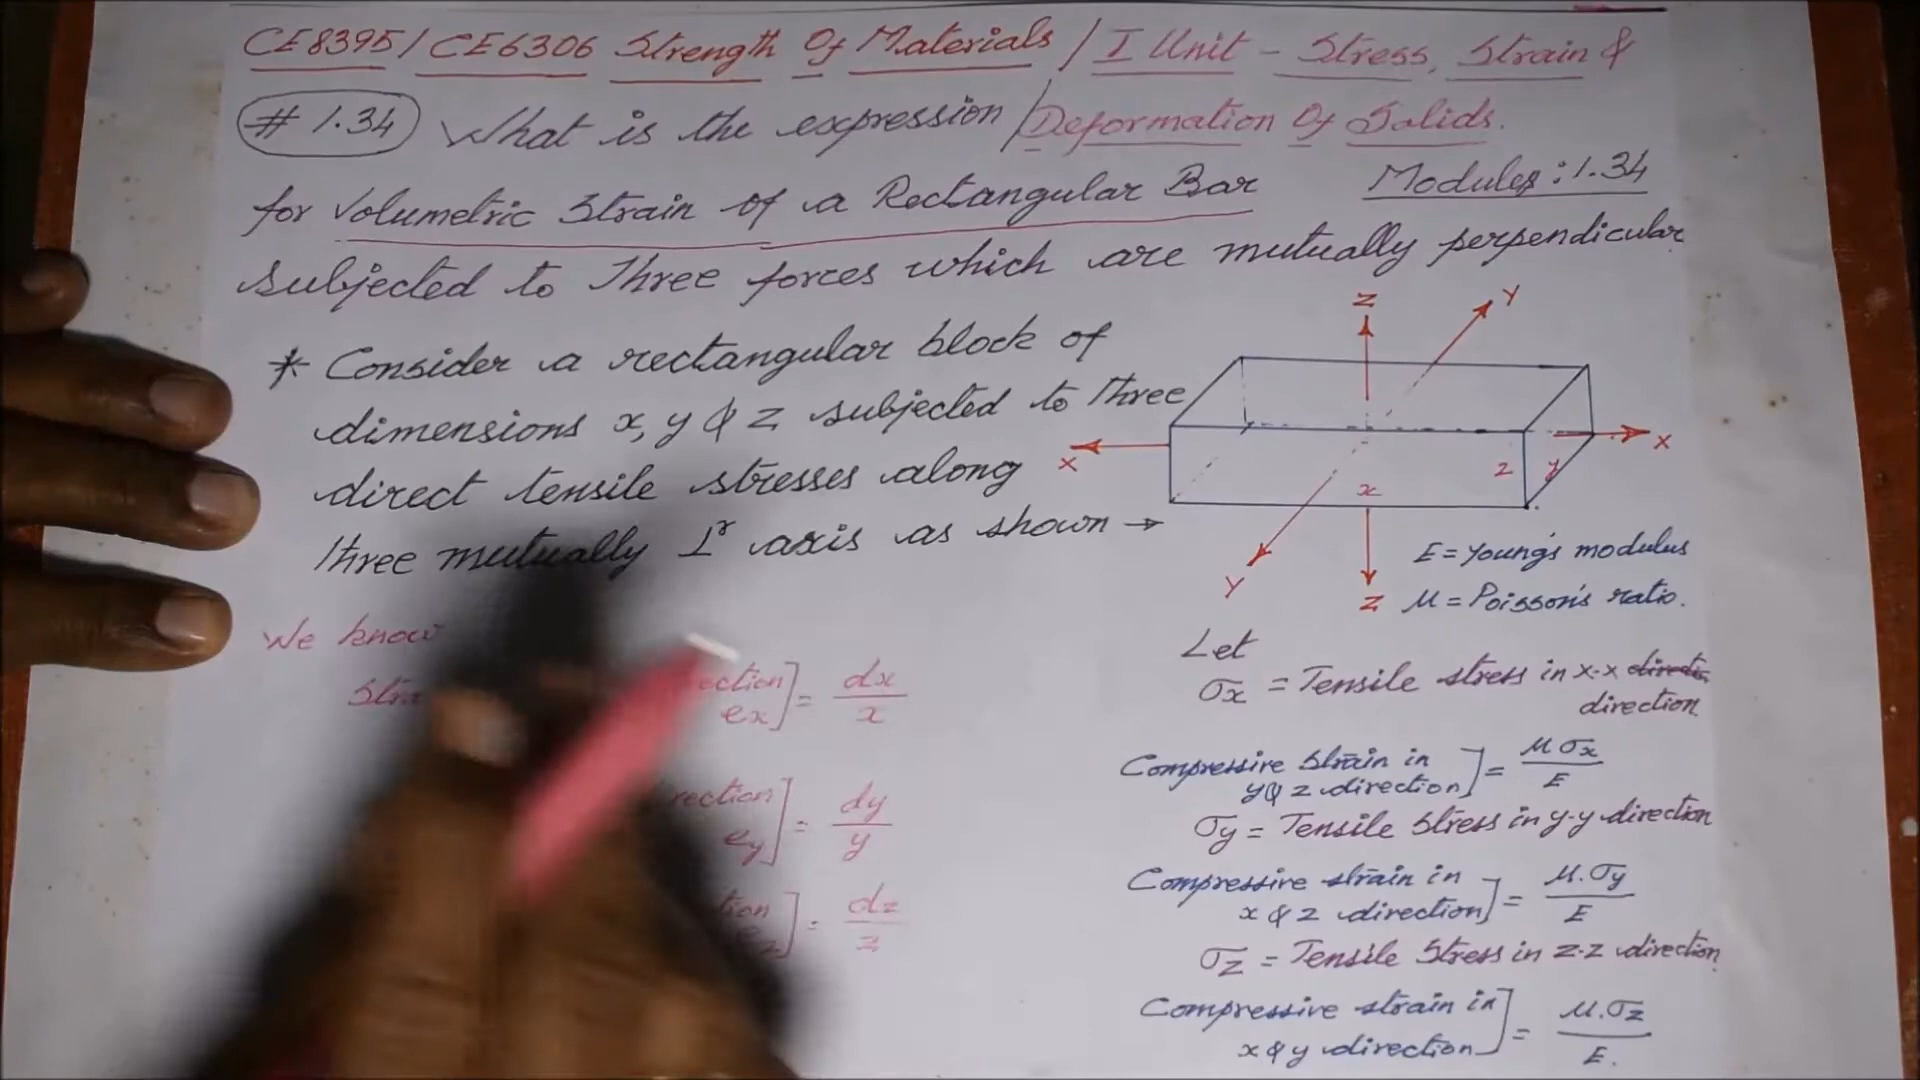 CE8395/CE6306 Strength Of Materials / I Unit - Stress, Strain &
# 1.34 What is the expression / Deformation Of Solids.
for Volumetric Strain of a Rectangular Bar Module: 1.34
subjected to Three forces which are mutually perpendicular
* Consider a rectangular block of
dimensions x, y & z subjected to Three
direct tensile stresses along
Three mutually ⊥r axis as shown →
Z
Y
X
X
z
y
x
Y
Z
E = Young's modulus
μ = Poisson's ratio.
We know
ex] = dx/x
ey] = dy/y
ez] = dz/z
Let
σx = Tensile stress in x-x
direction
Compressive Strain in
y & z direction] = μσx/E
σy = Tensile Stress in y-y direction
Compressive strain in
x & z direction] = μ.σy/E
σz = Tensile Stress in z-z direction
Compressive strain in
x & y direction] = μ.σz/E.